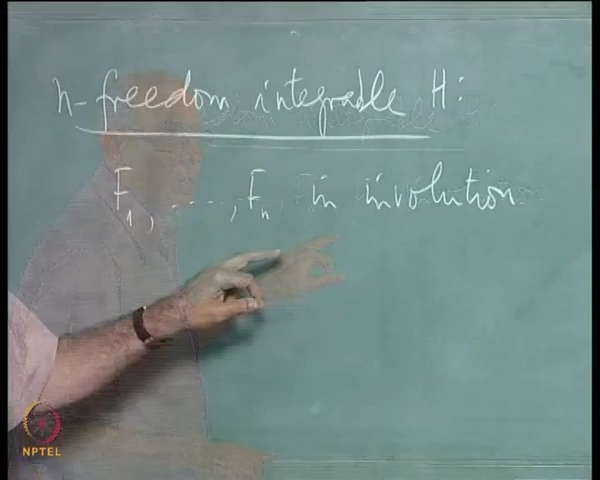 n-freedom integrable H:
F₁, ...., Fₙ in involution
NPTEL